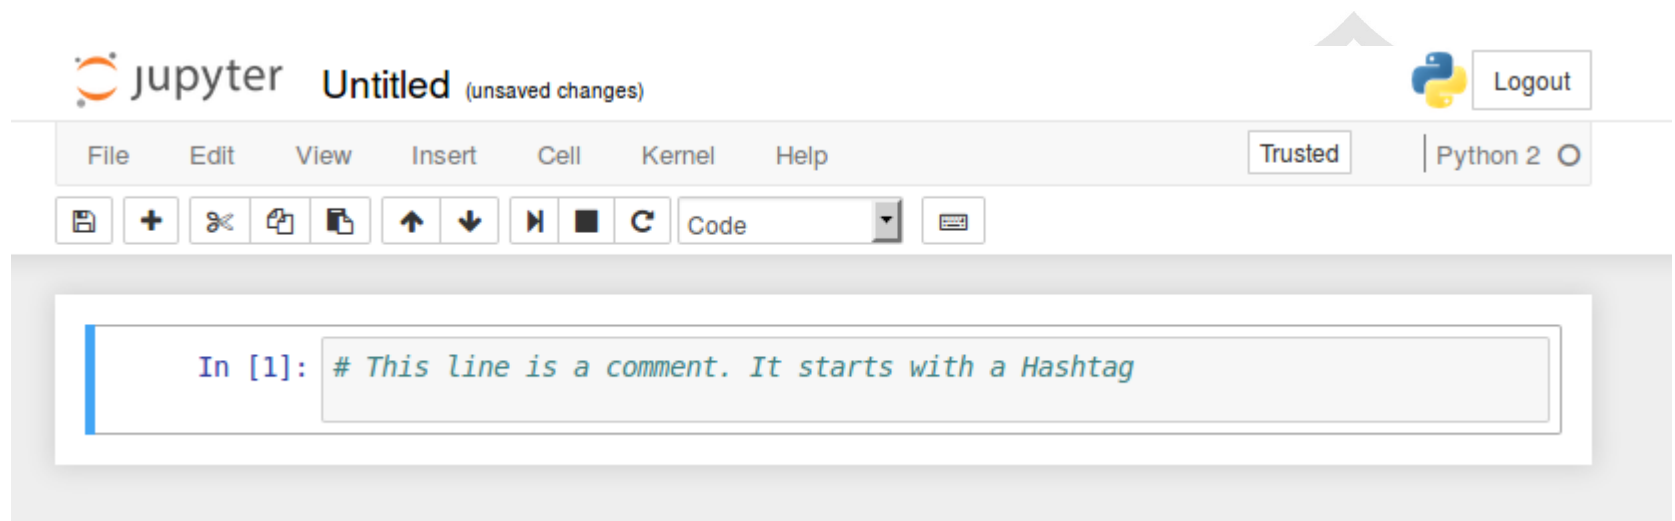 jupyter Untitled (unsaved changes) Logout
File Edit View Insert Cell Kernel Help Trusted Python 2
Code
In [1]: # This line is a comment. It starts with a Hashtag